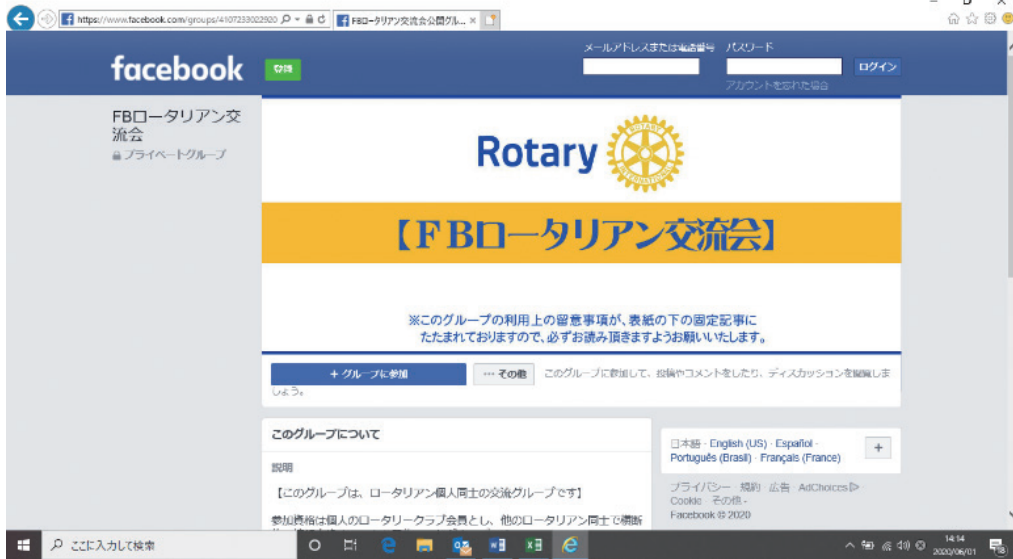 https://www.facebook.com/groups/4107233022920
FBロータリアン交流会公開グル...
facebook
登録
メールアドレスまたは電話番号 パスワード
ログイン
アカウントを忘れた場合
FBロータリアン交
流会
プライベートグループ
Rotary
ROTARY
INTERNATIONAL
【FBロータリアン交流会】
※このグループの利用上の留意事項が、表紙の下の固定記事に
たたまれておりますので、必ずお読み頂きますようお願いいたします。
+ グループに参加
... その他
このグループに参加して、投稿やコメントをしたり、ディスカッションを閲覧しま
しょう。
このグループについて
説明
【このグループは、ロータリアン個人同士の交流グループです】
参加資格は個人のロータリークラブ会員とし、他のロータリアン同士で横断
日本語 · English (US) · Español ·
Português (Brasil) · Français (France)
+
プライバシー · 規約 · 広告 · AdChoices
Cookie · その他 ·
Facebook © 2020
ここに入力して検索
14:14
2020/06/01